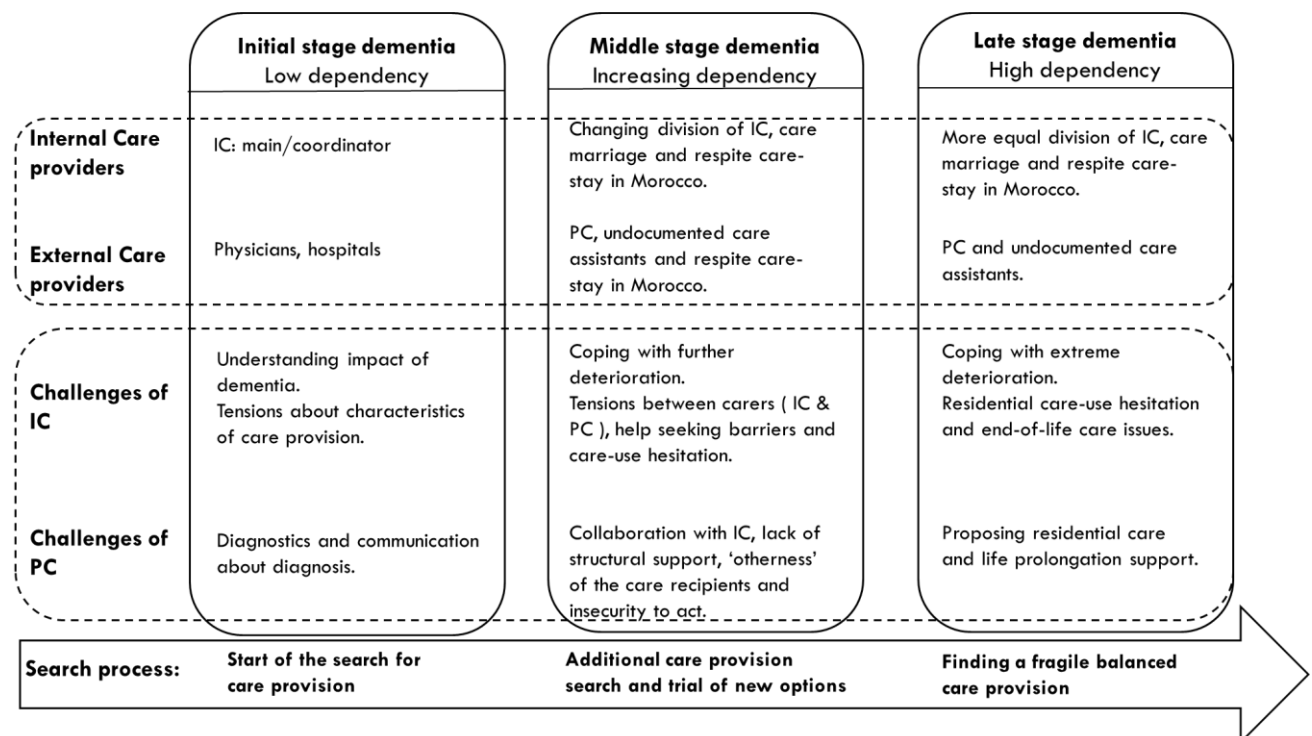 Initial stage dementia
Low dependency
Middle stage dementia
Increasing dependency
Late stage dementia
High dependency
Internal Care
providers
IC: main/coordinator
Changing division of IC, care
marriage and respite care-
stay in Morocco.
More equal division of IC, care
marriage and respite care-
stay in Morocco.
External Care
providers
Physicians, hospitals
PC, undocumented care
assistants and respite care-
stay in Morocco.
PC and undocumented care
assistants.
Challenges of
IC
Understanding impact of
dementia.
Tensions about characteristics
of care provision.
Coping with further
deterioration.
Tensions between carers ( IC &
PC ), help seeking barriers and
care-use hesitation.
Coping with extreme
deterioration.
Residential care-use hesitation
and end-of-life care issues.
Challenges of
PC
Diagnostics and communication
about diagnosis.
Collaboration with IC, lack of
structural support, ‘otherness’
of the care recipients and
insecurity to act.
Proposing residential care
and life prolongation support.
Search process:
Start of the search for
care provision
Additional care provision
search and trial of new options
Finding a fragile balanced
care provision